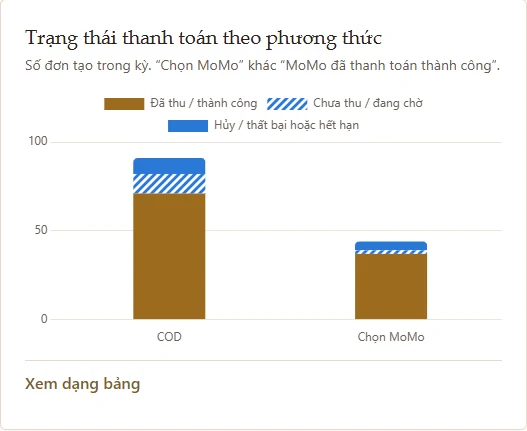 Trạng thái thanh toán theo phương thức
Số đơn tạo trong kỳ. “Chọn MoMo” khác “MoMo đã thanh toán thành công”.
Đã thu / thành công
Chưa thu / đang chờ
Hủy / thất bại hoặc hết hạn
100
50
0
COD
Chọn MoMo
Xem dạng bảng